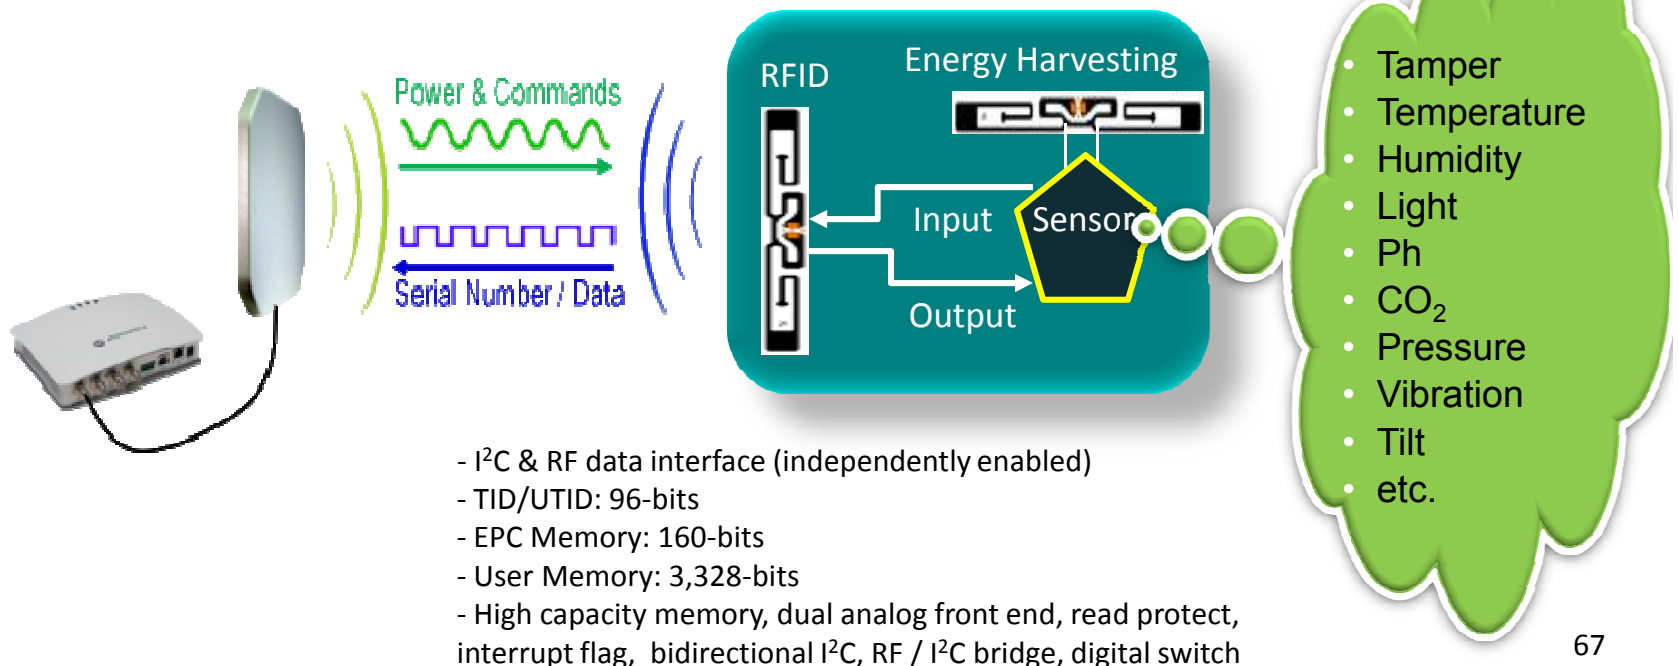 Power & Commands
Serial Number / Data
RFID
Energy Harvesting
Input
Sensor
Output
• Tamper
• Temperature
• Humidity
• Light
• Ph
• CO₂
• Pressure
• Vibration
• Tilt
• etc.
- I²C & RF data interface (independently enabled)
- TID/UTID: 96-bits
- EPC Memory: 160-bits
- User Memory: 3,328-bits
- High capacity memory, dual analog front end, read protect,
interrupt flag, bidirectional I²C, RF / I²C bridge, digital switch
67